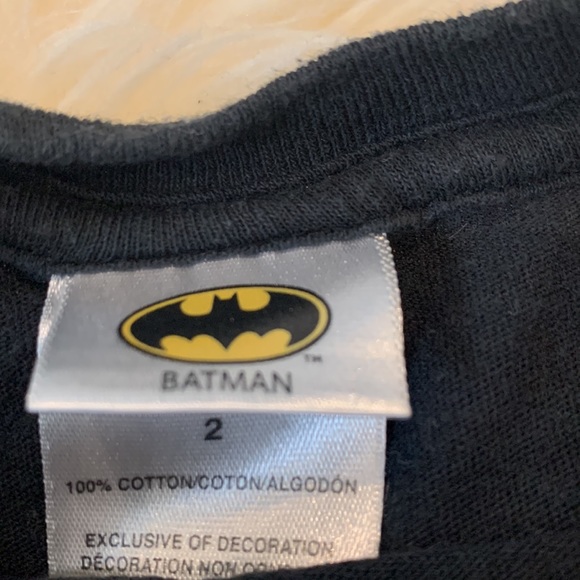 ™
BATMAN
2
100% COTTON/COTON/ALGODÓN
EXCLUSIVE OF DECORATION
DÉCORATION NON